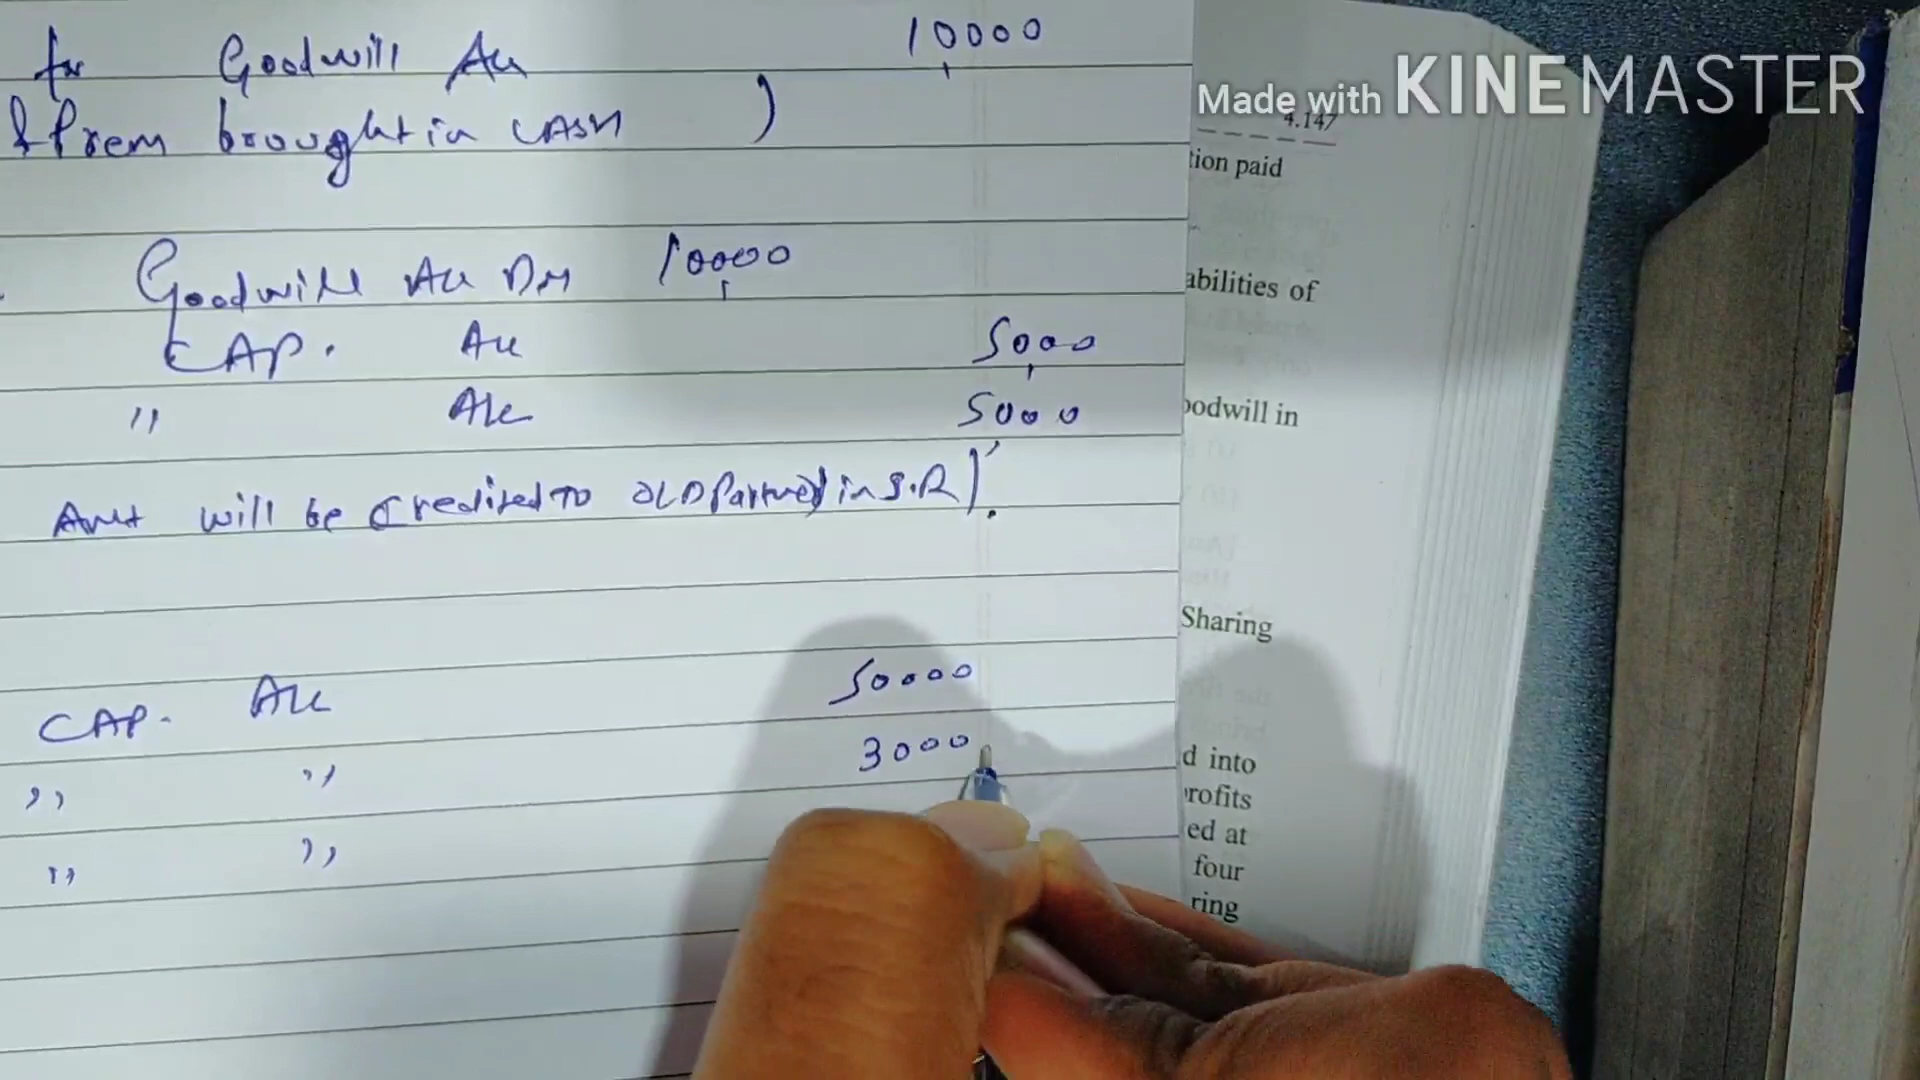 for Goodwill A/c 10000
& Prem brought in CASH )
Goodwill A/c Dr 10000
CAP. A/c 5000
" A/c 5000
Amt will be Credited to OLD Partner in S.R ).
CAP. A/c 50000
,, ,, 3000
,, ,,
Made with KINEMASTER
4.147
tion paid
abilities of
oodwill in
Sharing
d into
rofits
ed at
four
ring